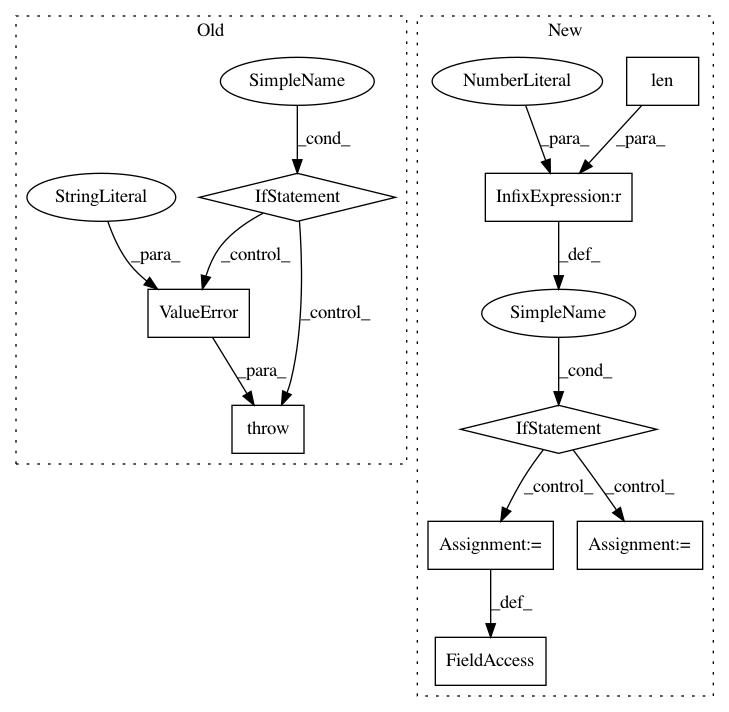 Old
New
SimpleName
NumberLiteral
len
_cond_
_para_
_para_
StringLiteral
IfStatement
InfixExpression:r
_para_
_control_
_def_
ValueError
_control_
SimpleName
_para_
_cond_
throw
IfStatement
_control_
_control_
Assignment:=
Assignment:=
_def_
FieldAccess